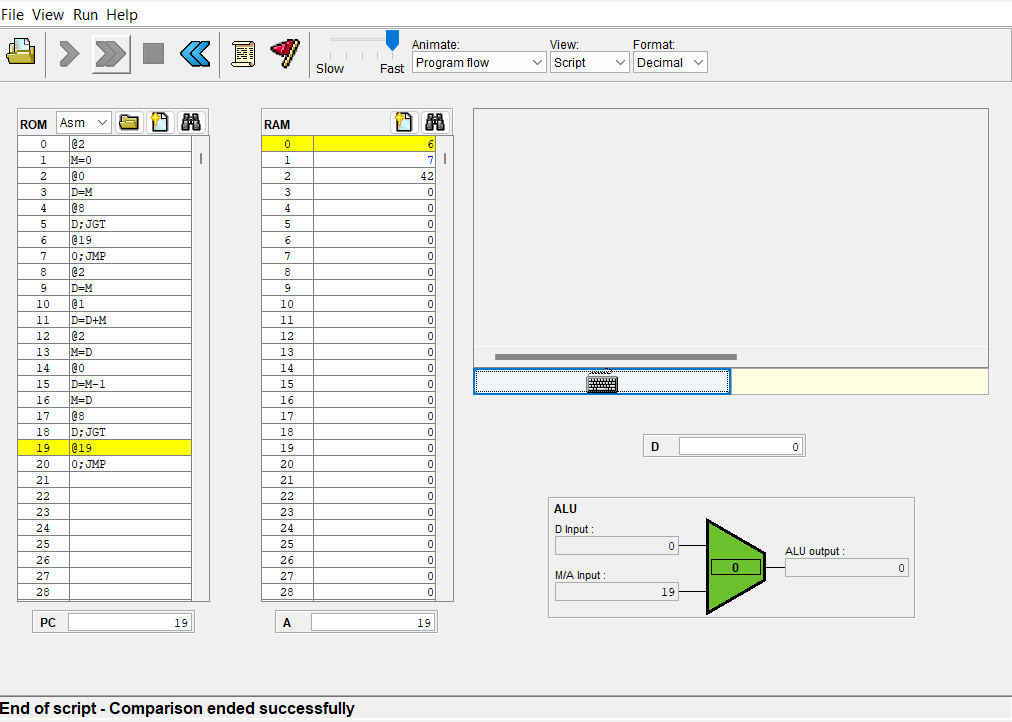 File View Run Help
Slow Fast
Animate: View: Format:
Program flow Script Decimal
ROM Asm
0 @2
1 M=0
2 @0
3 D=M
4 @8
5 D;JGT
6 @19
7 0;JMP
8 @2
9 D=M
10 @1
11 D=D+M
12 @2
13 M=D
14 @0
15 D=M-1
16 M=D
17 @8
18 D;JGT
19 @19
20 0;JMP
21
22
23
24
25
26
27
28
PC 19
RAM
0 6
1 7
2 42
3 0
4 0
5 0
6 0
7 0
8 0
9 0
10 0
11 0
12 0
13 0
14 0
15 0
16 0
17 0
18 0
19 0
20 0
21 0
22 0
23 0
24 0
25 0
26 0
27 0
28 0
A 19
D 0
ALU
D Input :
0
M/A Input :
19
0
ALU output :
0
End of script - Comparison ended successfully